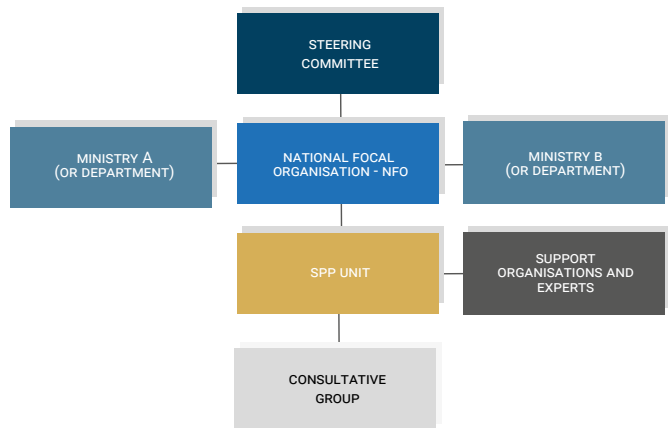 STEERING
COMMITTEE
MINISTRY A
(OR DEPARTMENT)
NATIONAL FOCAL
ORGANISATION - NFO
MINISTRY B
(OR DEPARTMENT)
SPP UNIT
SUPPORT
ORGANISATIONS AND
EXPERTS
CONSULTATIVE
GROUP